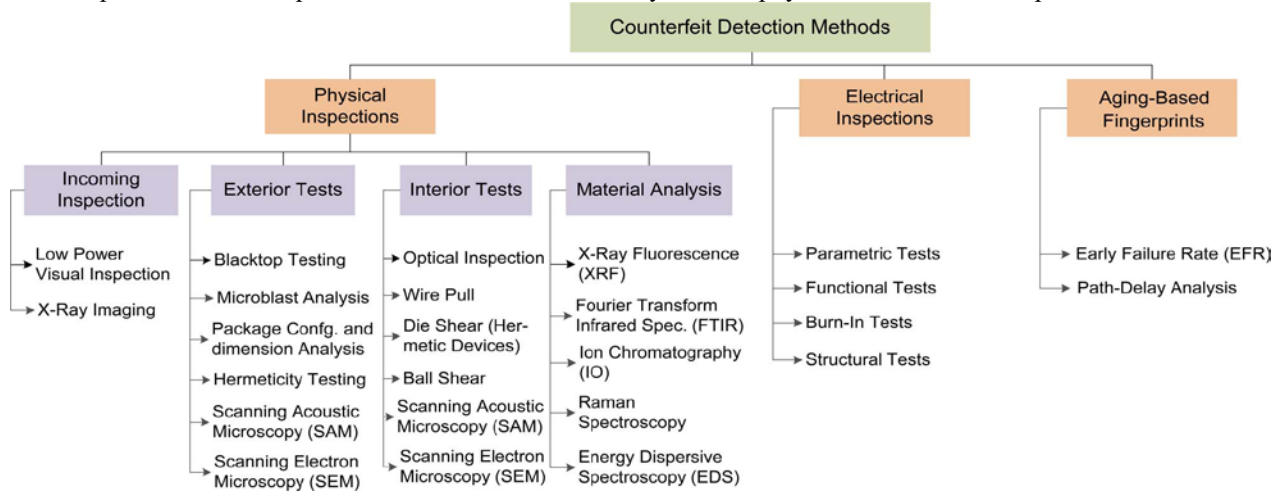 Counterfeit Detection Methods
Physical
Inspections
Electrical
Inspections
Aging-Based
Fingerprints
Incoming
Inspection
Exterior Tests
Interior Tests
Material Analysis
Low Power
Visual Inspection
X-Ray Imaging
Blacktop Testing
Microblast Analysis
Package Confg. and
dimension Analysis
Hermeticity Testing
Scanning Acoustic
Microscopy (SAM)
Scanning Electron
Microscopy (SEM)
Optical Inspection
Wire Pull
Die Shear (Her-
metic Devices)
Ball Shear
Scanning Acoustic
Microscopy (SAM)
Scanning Electron
Microscopy (SEM)
X-Ray Fluorescence
(XRF)
Fourier Transform
Infrared Spec. (FTIR)
Ion Chromatography
(IO)
Raman
Spectroscopy
Energy Dispersive
Spectroscopy (EDS)
Parametric Tests
Functional Tests
Burn-In Tests
Structural Tests
Early Failure Rate (EFR)
Path-Delay Analysis